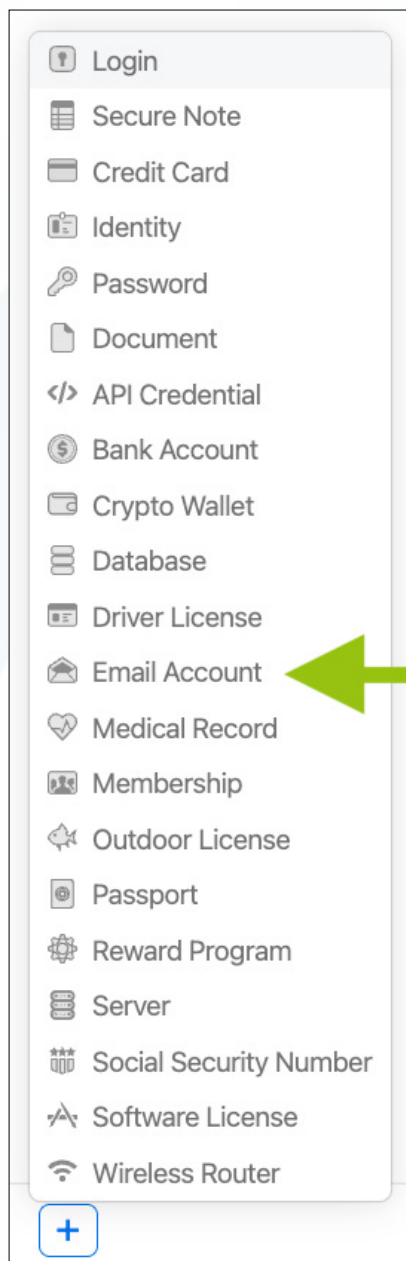 Login
Secure Note
Credit Card
Identity
Password
Document
API Credential
Bank Account
Crypto Wallet
Database
Driver License
Email Account
Medical Record
Membership
Outdoor License
Passport
Reward Program
Server
Social Security Number
Software License
Wireless Router